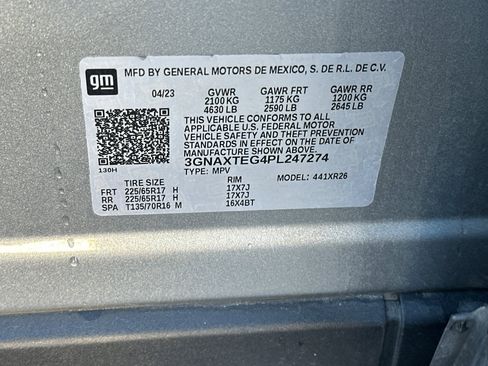 gm
MFD BY GENERAL MOTORS DE MEXICO, S. DE R.L. DE C.V.
04/23 GVWR GAWR FRT GAWR RR
2100 KG 1175 KG 1200 KG
4630 LB 2590 LB 2645 LB
THIS VEHICLE CONFORMS TO ALL
APPLICABLE U.S. FEDERAL MOTOR
VEHICLE SAFETY AND THEFT PREVENTION
STANDARDS IN EFFECT ON THE DATE OF
MANUFACTURE SHOWN ABOVE.
3GNAXTEG4PL247274
130H
TYPE: MPV MODEL: 441XR26
TIRE SIZE RIM
FRT 225/65R17 H 17X7J
RR 225/65R17 H 17X7J
SPA T135/70R16 M 16X4BT